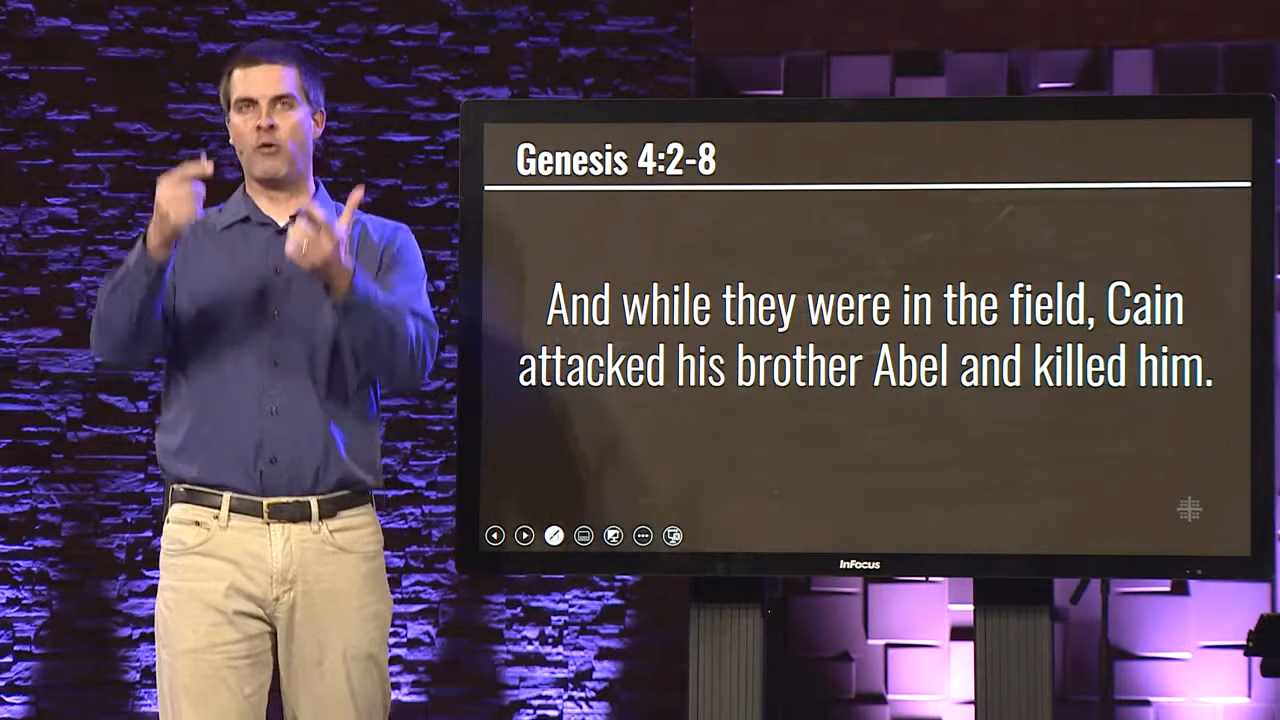 Genesis 4:2-8
And while they were in the field, Cain
attacked his brother Abel and killed him.
InFocus